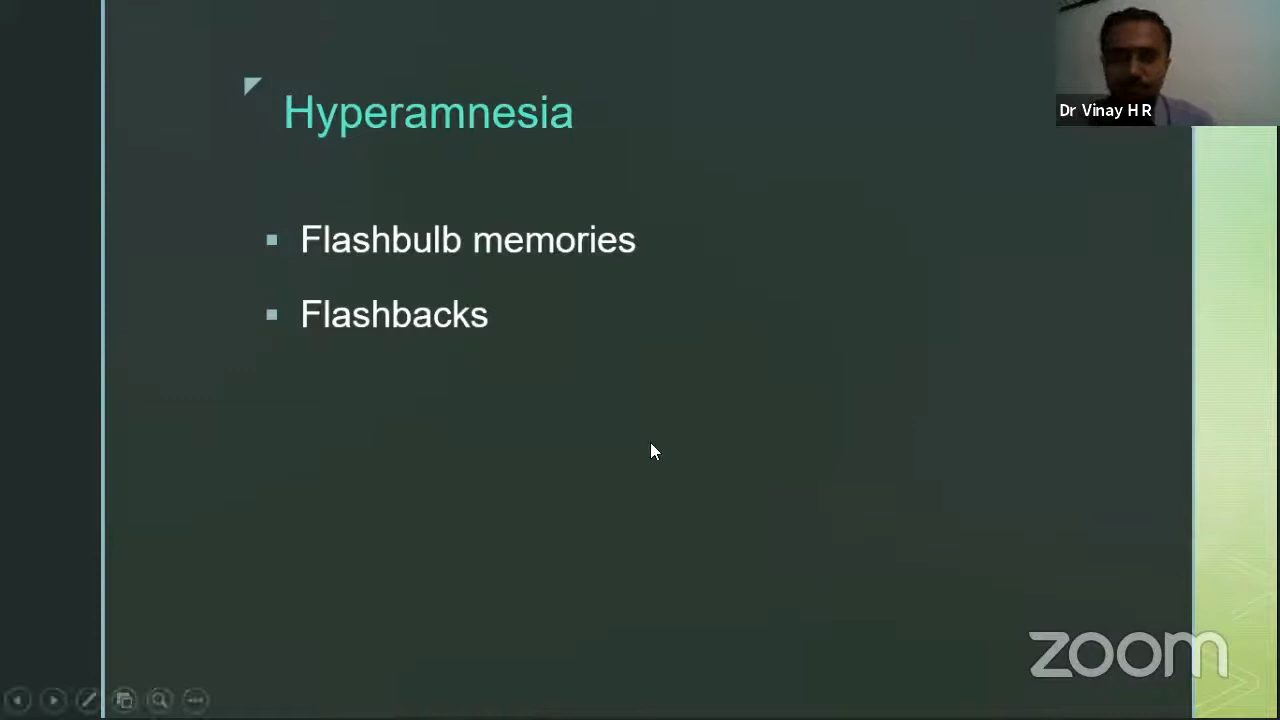 Hyperamnesia
Flashbulb memories
Flashbacks
Dr Vinay H R
zoom